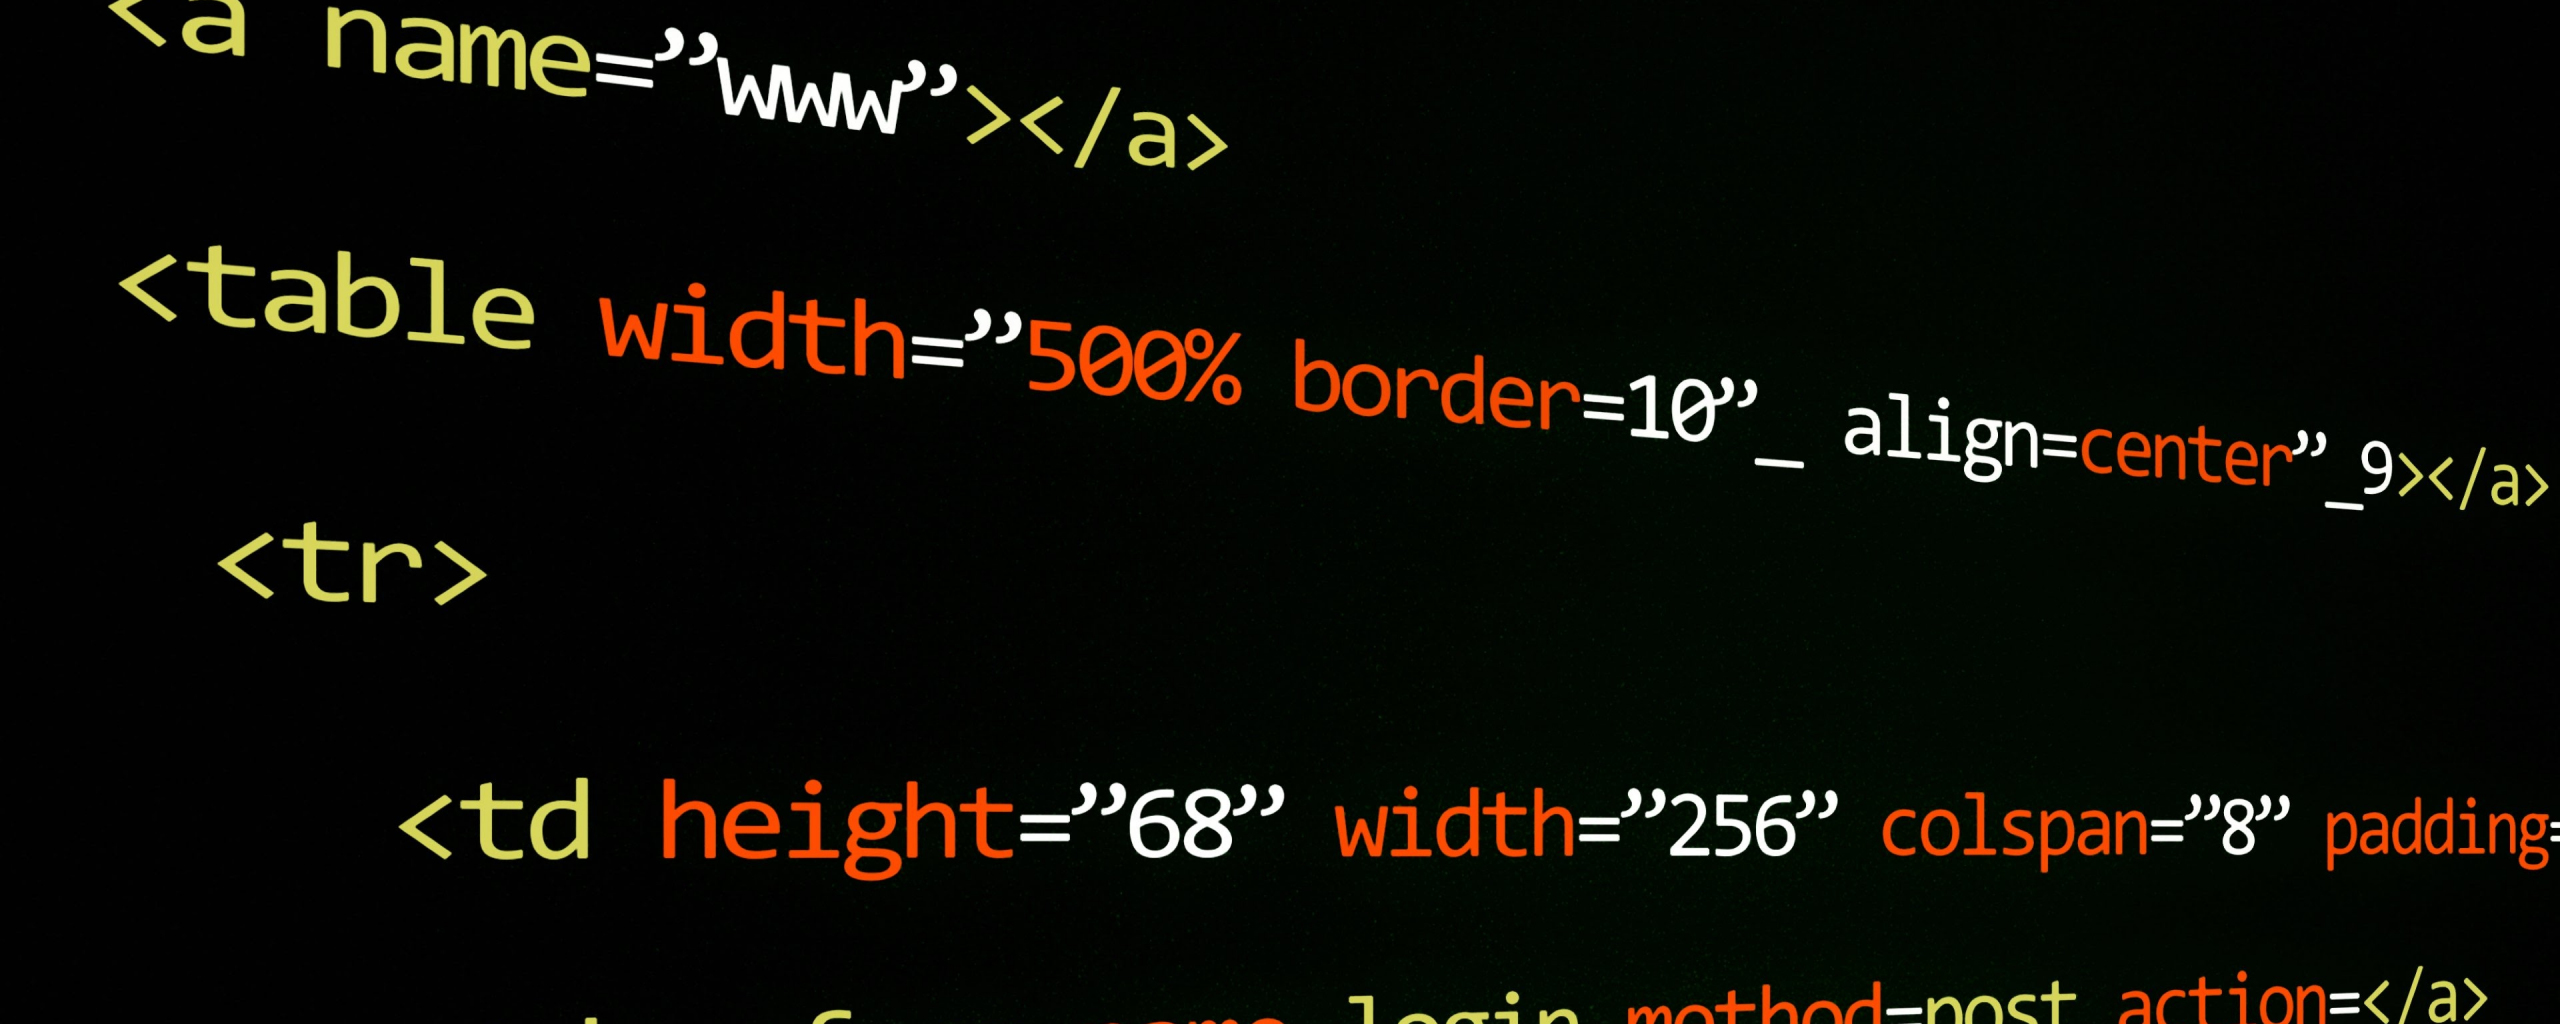 <a name=”www”></a>
<table width=”500% border=10”_ align=center”_9></a>
<tr>
<td height=”68” width=”256” colspan=”8” padding=
name login method=post action=</a>